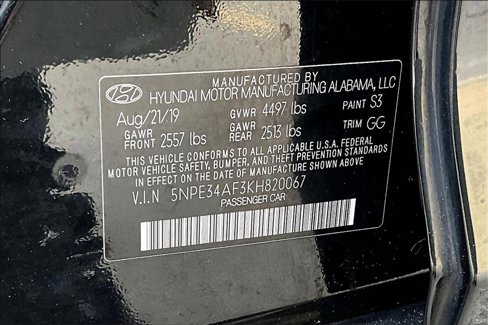 MANUFACTURED BY
HYUNDAI MOTOR MANUFACTURING ALABAMA, LLC
Aug/21/19 GVWR 4497 lbs PAINT S3
GAWR FRONT 2557 lbs GAWR REAR 2513 lbs TRIM GG
THIS VEHICLE CONFORMS TO ALL APPLICABLE U.S.A. FEDERAL
MOTOR VEHICLE SAFETY, BUMPER, AND THEFT PREVENTION
STANDARDS IN EFFECT ON THE DATE OF MANUFACTURE SHOWN ABOVE.
V.I.N 5NPE34AF3KH820067
PASSENGER CAR